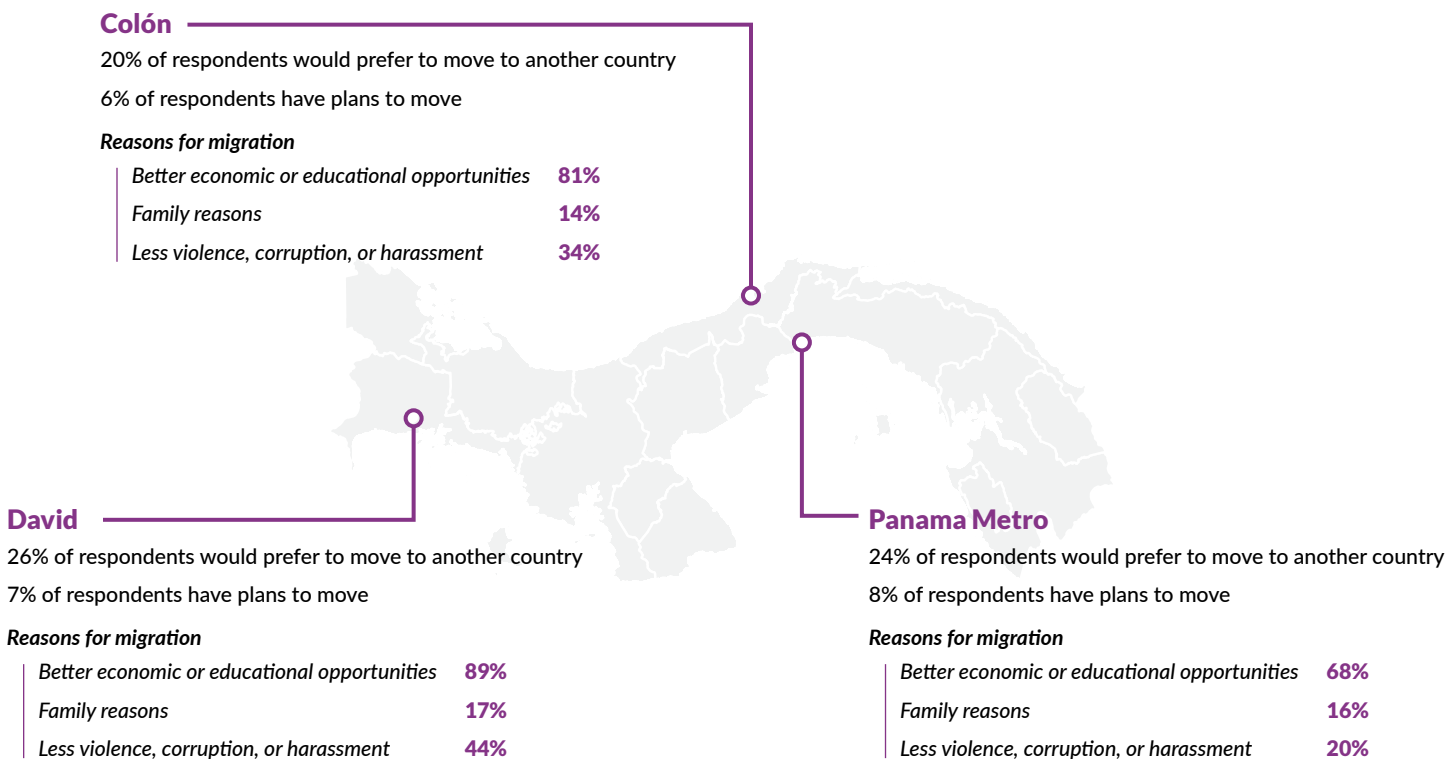 Colón
20% of respondents would prefer to move to another country
6% of respondents have plans to move
Reasons for migration
Better economic or educational opportunities 81%
Family reasons 14%
Less violence, corruption, or harassment 34%
David
26% of respondents would prefer to move to another country
7% of respondents have plans to move
Reasons for migration
Better economic or educational opportunities 89%
Family reasons 17%
Less violence, corruption, or harassment 44%
Panama Metro
24% of respondents would prefer to move to another country
8% of respondents have plans to move
Reasons for migration
Better economic or educational opportunities 68%
Family reasons 16%
Less violence, corruption, or harassment 20%